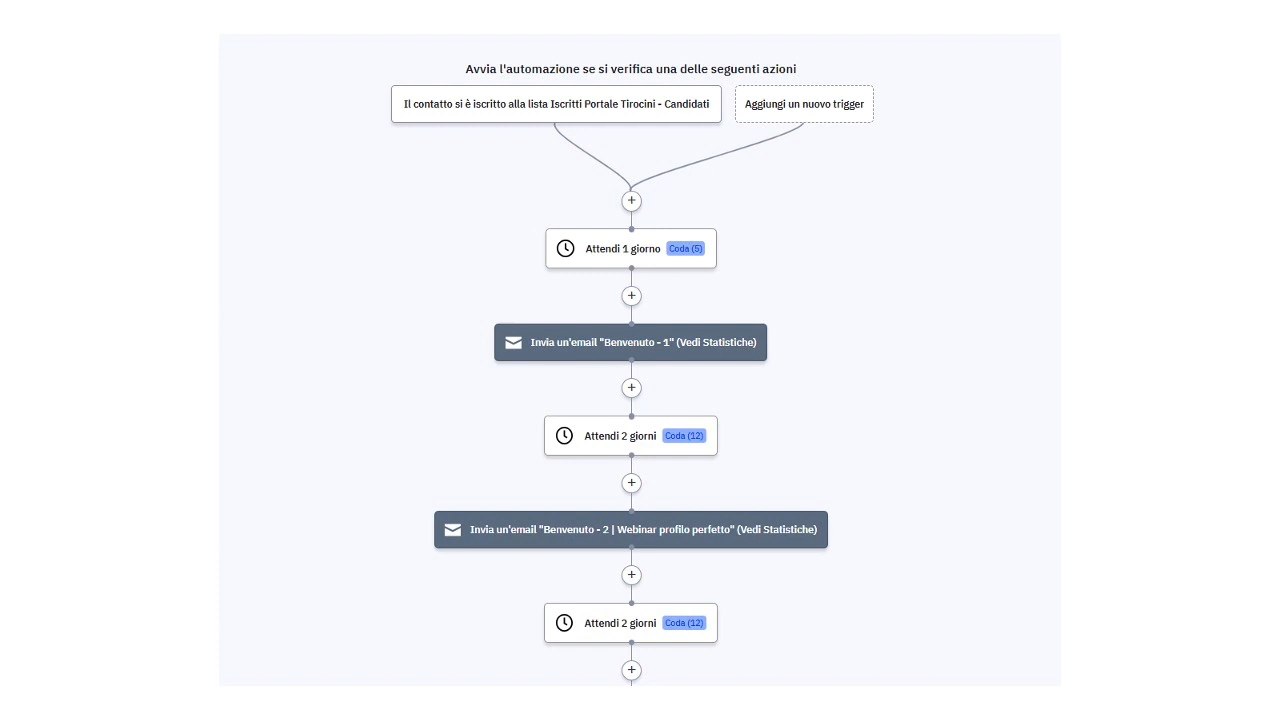 Avvia l'automazione se si verifica una delle seguenti azioni
Il contatto si è iscritto alla lista Iscritti Portale Tirocini - Candidati
Aggiungi un nuovo trigger
+
Attendi 1 giorno Coda (5)
+
Invia un'email "Benvenuto - 1" (Vedi Statistiche)
+
Attendi 2 giorni Coda (12)
+
Invia un'email "Benvenuto - 2 | Webinar profilo perfetto" (Vedi Statistiche)
+
Attendi 2 giorni Coda (12)
+